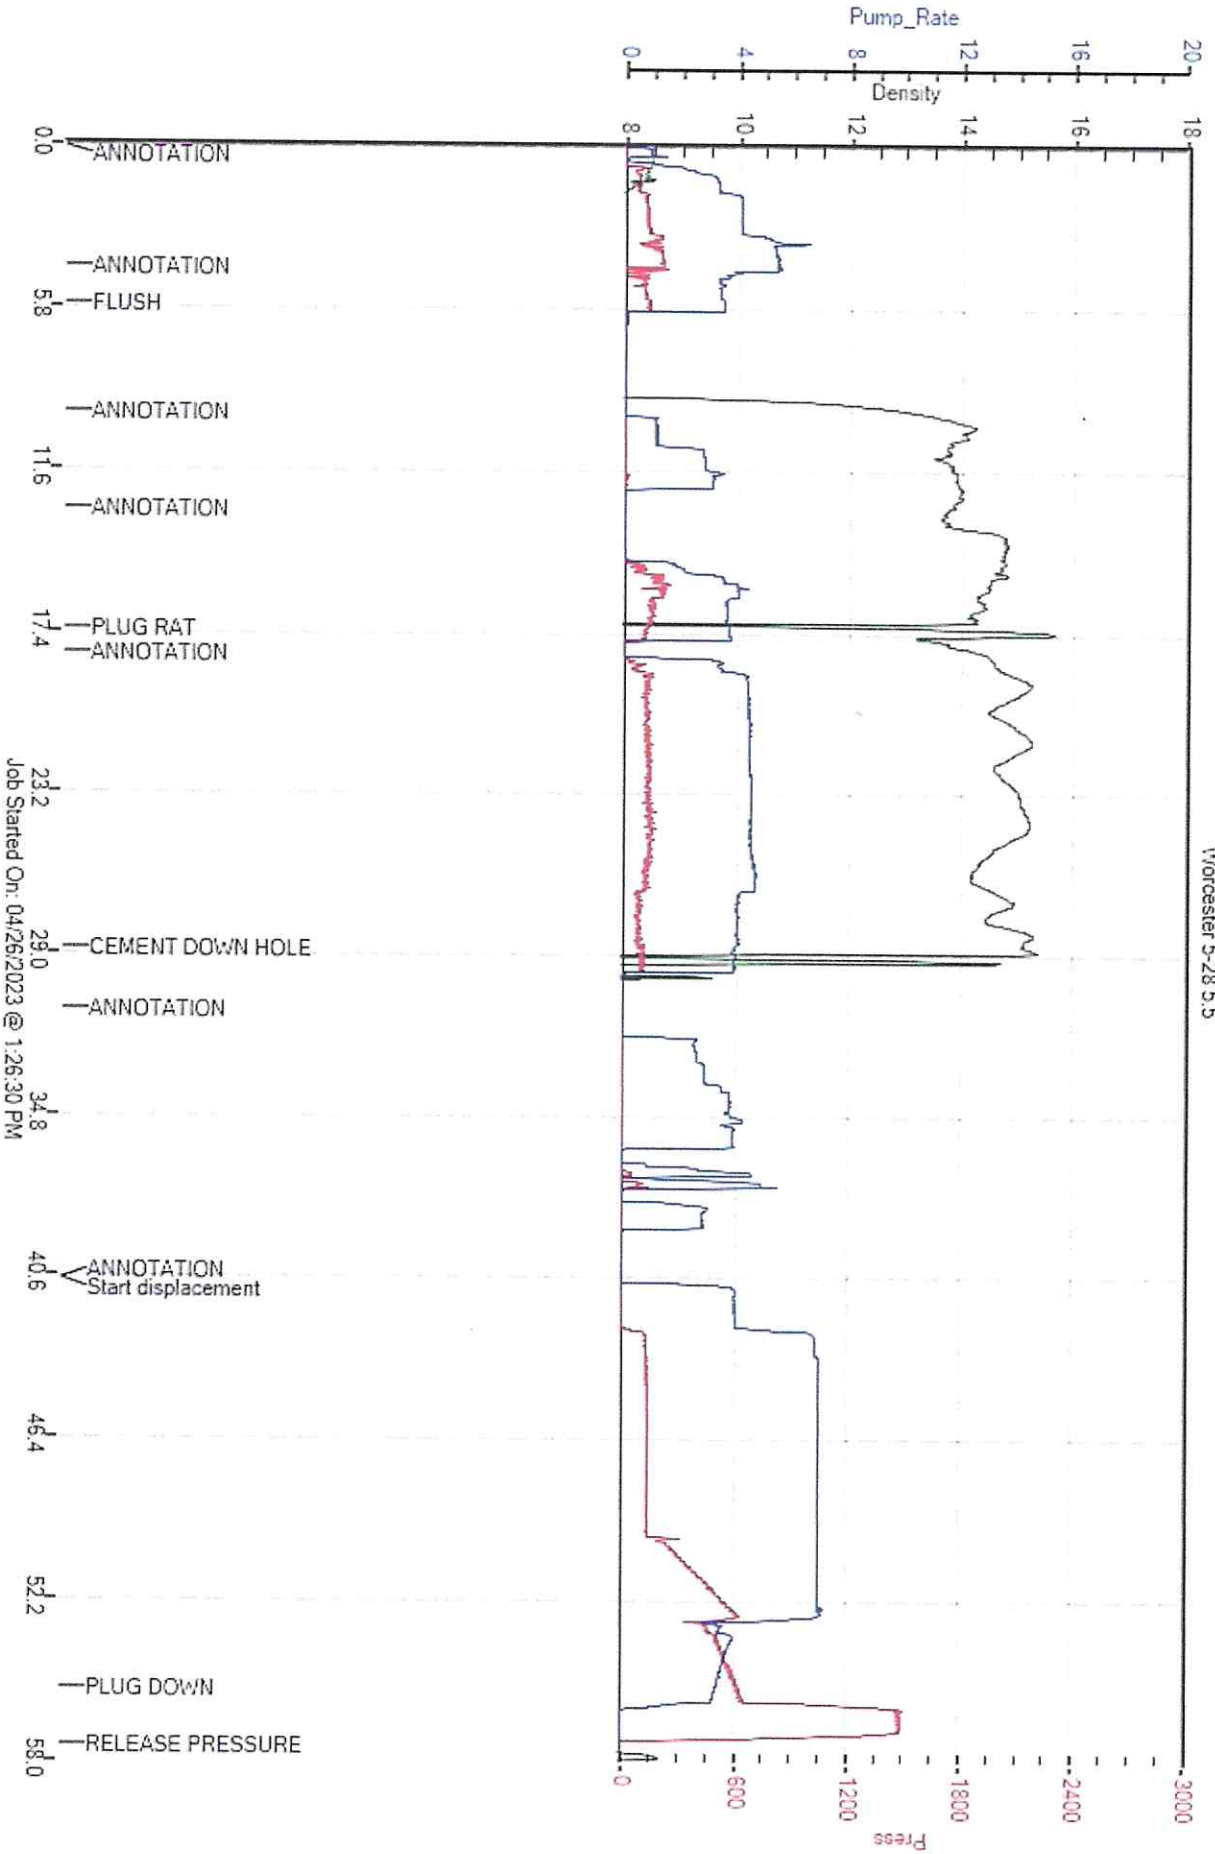 Pump_Rate
0 4 8 12 16 20
Density
8 10 12 14 16 18
Worcester 5-28 5.5
0.0
ANNOTATION
ANNOTATION
5.8
FLUSH
ANNOTATION
11.6
ANNOTATION
PLUG RAT
17.4
ANNOTATION
23.2
CEMENT DOWN HOLE
29.0
ANNOTATION
34.8
ANNOTATION
40.6
Start displacement
46.4
52.2
PLUG DOWN
RELEASE PRESSURE
58.0
0 600 1200 1800 2400 3000
Press
Job Started On: 04/26/2023 @ 1:26:30 PM